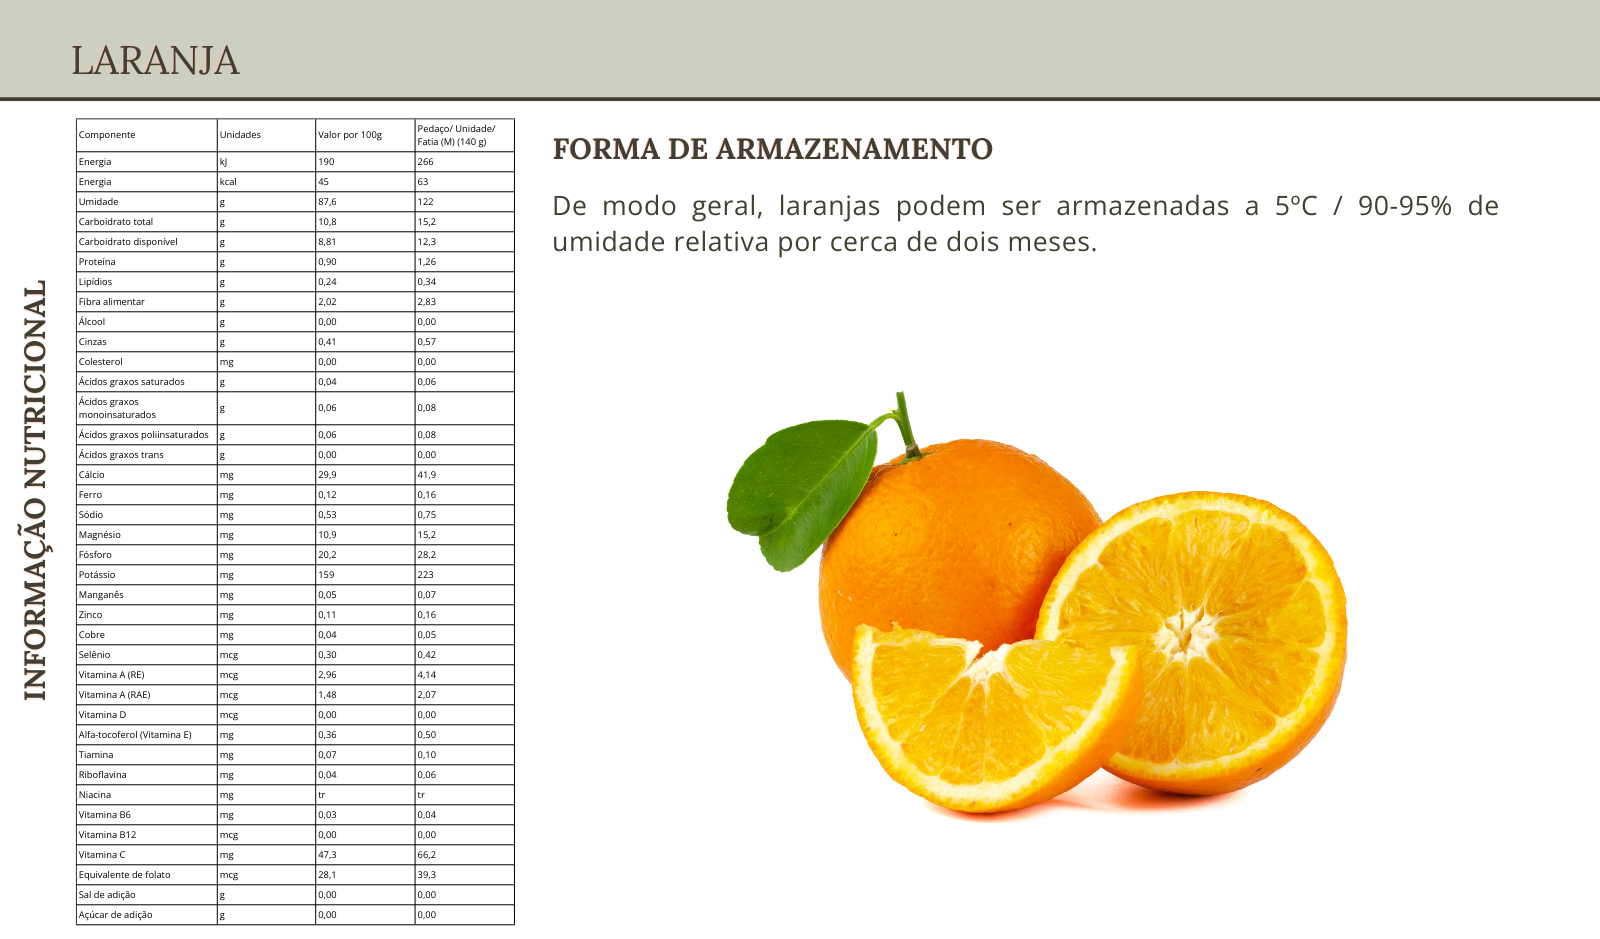 LARANJA
INFORMAÇÃO NUTRICIONAL
Componente Unidades Valor por 100g Pedaço/ Unidade/
Fatia (M) (140 g)
Energia kJ 190 266
Energia kcal 45 63
Umidade g 87,6 122
Carboidrato total g 10,8 15,2
Carboidrato disponível g 8,81 12,3
Proteína g 0,90 1,26
Lipídios g 0,24 0,34
Fibra alimentar g 2,02 2,83
Álcool g 0,00 0,00
Cinzas g 0,41 0,57
Colesterol mg 0,00 0,00
Ácidos graxos saturados g 0,04 0,06
Ácidos graxos
monoinsaturados g 0,06 0,08
Ácidos graxos poliinsaturados g 0,06 0,08
Ácidos graxos trans g 0,00 0,00
Cálcio mg 29,9 41,9
Ferro mg 0,12 0,16
Sódio mg 0,53 0,75
Magnésio mg 10,9 15,2
Fósforo mg 20,2 28,2
Potássio mg 159 223
Manganês mg 0,05 0,07
Zinco mg 0,11 0,16
Cobre mg 0,04 0,05
Selênio mcg 0,30 0,42
Vitamina A (RE) mcg 2,96 4,14
Vitamina A (RAE) mcg 1,48 2,07
Vitamina D mcg 0,00 0,00
Alfa-tocoferol (Vitamina E) mg 0,36 0,50
Tiamina mg 0,07 0,10
Riboflavina mg 0,04 0,06
Niacina mg tr tr
Vitamina B6 mg 0,03 0,04
Vitamina B12 mcg 0,00 0,00
Vitamina C mg 47,3 66,2
Equivalente de folato mcg 28,1 39,3
Sal de adição g 0,00 0,00
Açúcar de adição g 0,00 0,00
FORMA DE ARMAZENAMENTO
De modo geral, laranjas podem ser armazenadas a 5ºC / 90-95% de
umidade relativa por cerca de dois meses.